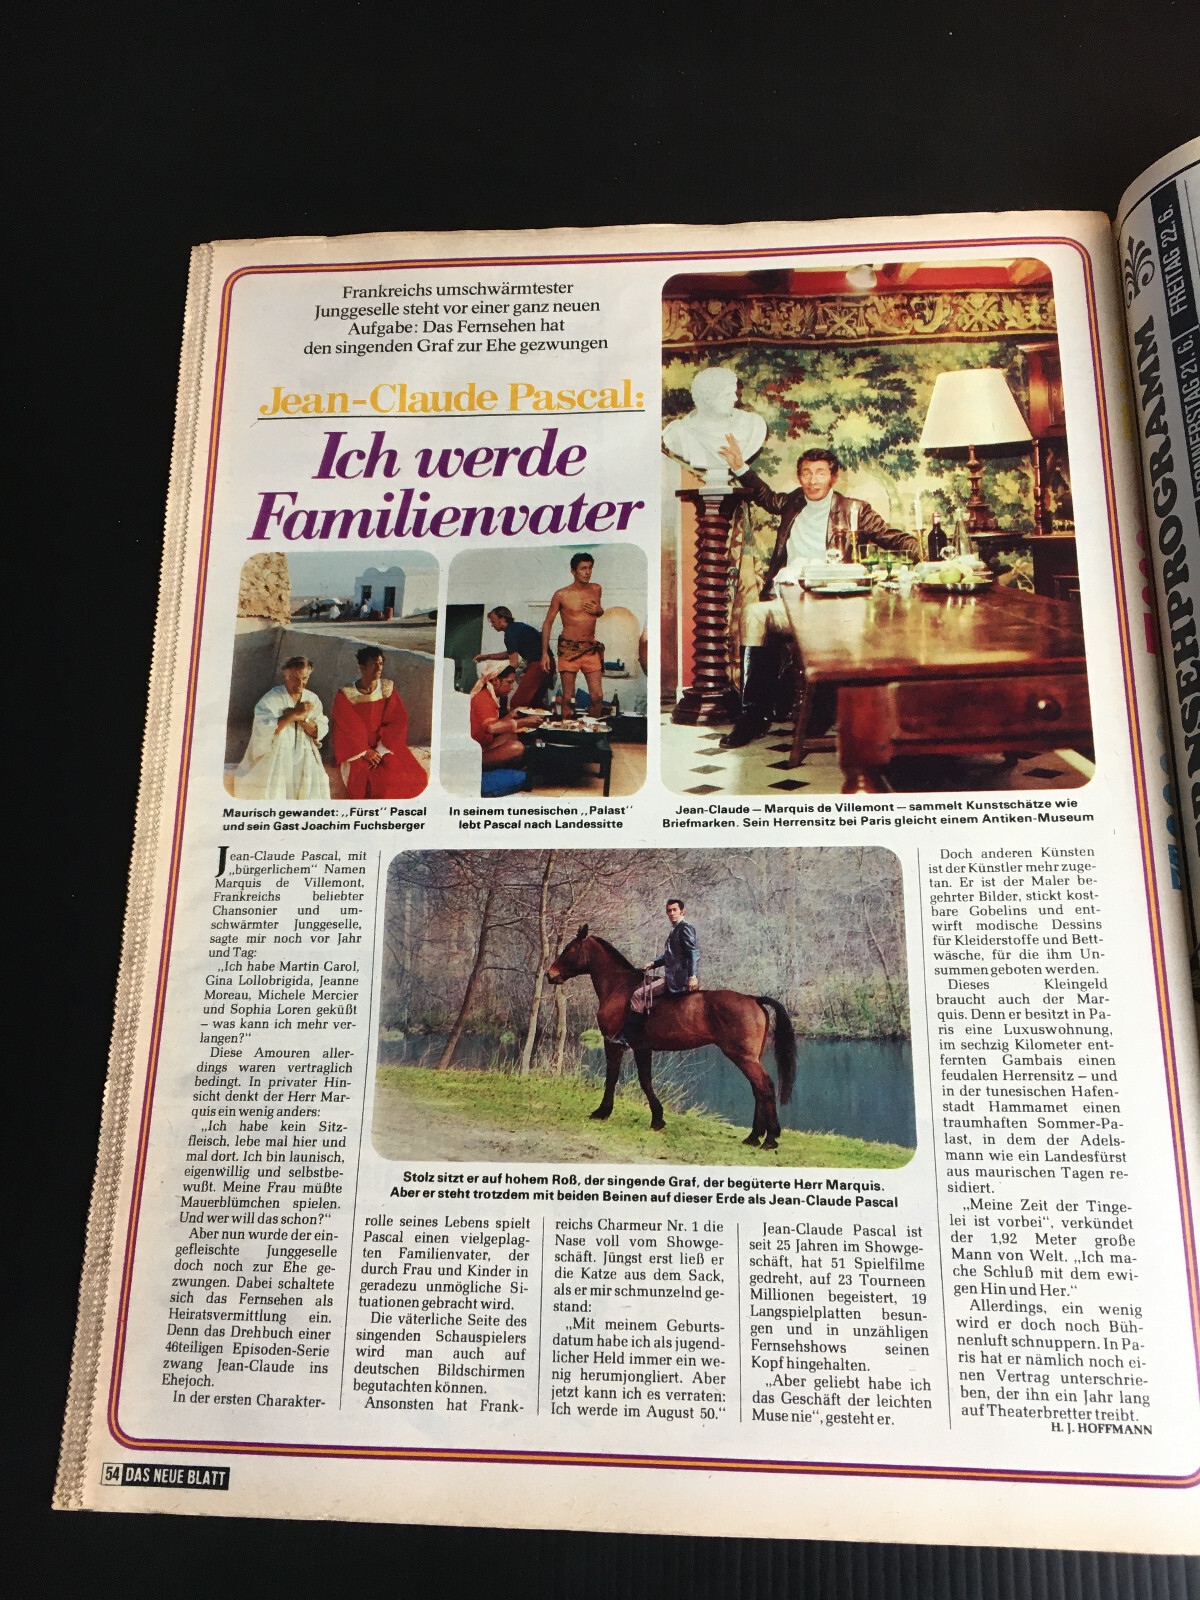 Frankreichs umschwärmtester
Junggeselle steht vor einer ganz neuen
Aufgabe: Das Fernsehen hat
den singenden Graf zur Ehe gezwungen
Jean-Claude Pascal:
Ich werde
Familienvater
Maurisch gewandet: „Fürst" Pascal
und sein Gast Joachim Fuchsberger
In seinem tunesischen „Palast"
lebt Pascal nach Landessitte
Jean-Claude – Marquis de Villemont – sammelt Kunstschätze wie
Briefmarken. Sein Herrensitz bei Paris gleicht einem Antiken-Museum
Jean-Claude Pascal, mit
„bürgerlichem" Namen
Marquis de Villemont,
Frankreichs beliebter
Chansonier und um-
schwärmter Junggeselle,
sagte mir noch vor Jahr
und Tag:
„Ich habe Martin Carol,
Gina Lollobrigida, Jeanne
Moreau, Michele Mercier
und Sophia Loren geküßt
– was kann ich mehr ver-
langen?"
Diese Amouren aller-
dings waren vertraglich
bedingt. In privater Hin-
sicht denkt der Herr Mar-
quis ein wenig anders:
„Ich habe kein Sitz-
fleisch, lebe mal hier und
mal dort. Ich bin launisch,
eigenwillig und selbstbe-
wußt. Meine Frau müßte
Mauerblümchen spielen.
Und wer will das schon?"
Aber nun wurde der ein-
gefleischte Junggeselle
doch noch zur Ehe ge-
zwungen. Dabei schaltete
sich das Fernsehen als
Heiratsvermittlung ein.
Denn das Drehbuch einer
46teiligen Episoden-Serie
zwang Jean-Claude ins
Ehejoch.
In der ersten Charakter-
Stolz sitzt er auf hohem Roß, der singende Graf, der begüterte Herr Marquis.
Aber er steht trotzdem mit beiden Beinen auf dieser Erde als Jean-Claude Pascal
rolle seines Lebens spielt
Pascal einen vielgeplag-
ten Familienvater, der
durch Frau und Kinder in
geradezu unmögliche Si-
tuationen gebracht wird.
Die väterliche Seite des
singenden Schauspielers
wird man auch auf
deutschen Bildschirmen
begutachten können.
Ansonsten hat Frank-
reichs Charmeur Nr. 1 die
Nase voll vom Showge-
schäft. Jüngst erst ließ er
die Katze aus dem Sack,
als er mir schmunzelnd ge-
stand:
„Mit meinem Geburts-
datum habe ich als jugend-
licher Held immer ein we-
nig herumjongliert. Aber
jetzt kann ich es verraten:
Ich werde im August 50."
Jean-Claude Pascal ist
seit 25 Jahren im Showge-
schäft, hat 51 Spielfilme
gedreht, auf 23 Tourneen
Millionen begeistert, 19
Langspielplatten besun-
gen und in unzähligen
Fernsehshows seinen
Kopf hingehalten.
„Aber geliebt habe ich
das Geschäft der leichten
Muse nie", gesteht er.
Doch anderen Künsten
ist der Künstler mehr zuge-
tan. Er ist der Maler be-
gehrter Bilder, stickt kost-
bare Gobelins und ent-
wirft modische Dessins
für Kleiderstoffe und Bett-
wäsche, für die ihm Un-
summen geboten werden.
Dieses Kleingeld
braucht auch der Mar-
quis. Denn er besitzt in Pa-
ris eine Luxuswohnung,
im sechzig Kilometer ent-
fernten Gambais einen
feudalen Herrensitz – und
in der tunesischen Hafen-
stadt Hammamet einen
traumhaften Sommer-Pa-
last, in dem der Adels-
mann wie ein Landesfürst
aus maurischen Tagen re-
sidiert.
„Meine Zeit der Tinge-
lei ist vorbei", verkündet
der 1,92 Meter große
Mann von Welt. „Ich ma-
che Schluß mit dem ewi-
gen Hin und Her."
Allerdings, ein wenig
wird er doch noch Büh-
nenluft schnuppern. In Pa-
ris hat er nämlich noch ei-
nen Vertrag unterschrie-
ben, der ihn ein Jahr lang
auf Theaterbretter treibt.
H. J. HOFFMANN
54 DAS NEUE BLATT
FREITAG 22.6.
21.6.